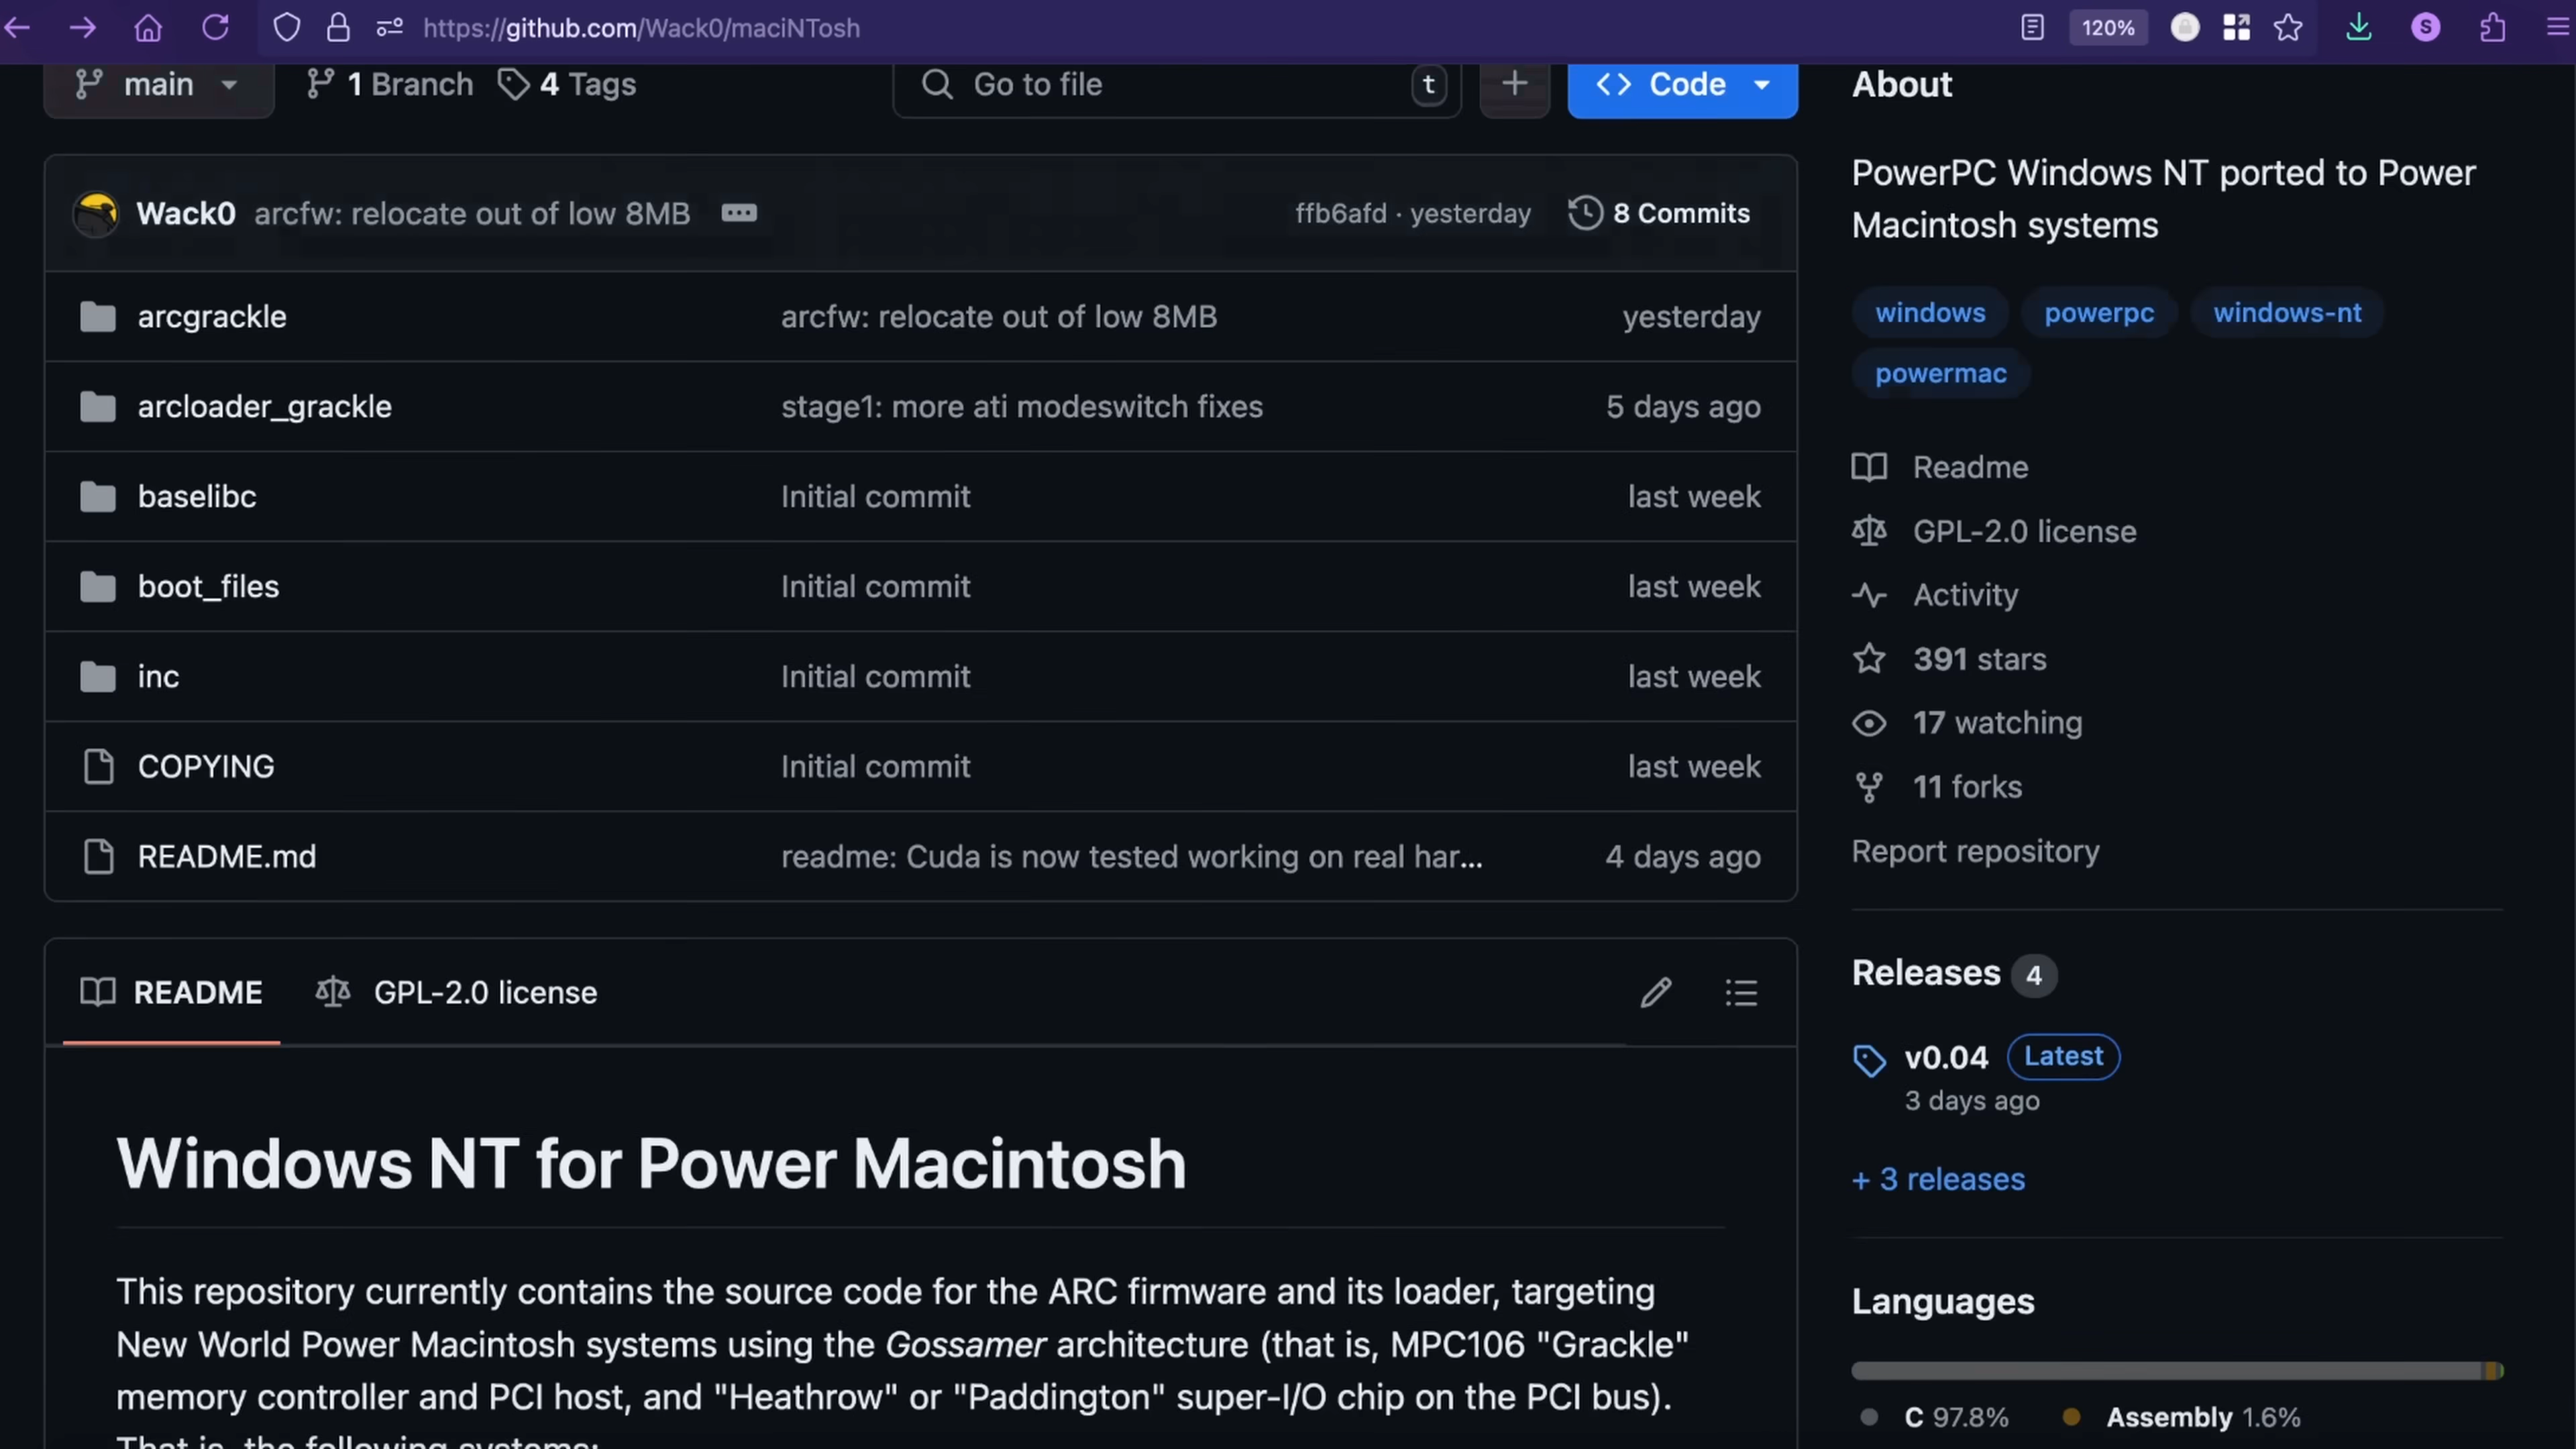 https://github.com/Wack0/maciNTosh
120%
S
main
1 Branch
4 Tags
Go to file
t
Code
Wack0 arcfw: relocate out of low 8MB
ffb6afd · yesterday
8 Commits
arcgrackle arcfw: relocate out of low 8MB yesterday
arcloader_grackle stage1: more ati modeswitch fixes 5 days ago
baselibc Initial commit last week
boot_files Initial commit last week
inc Initial commit last week
COPYING Initial commit last week
README.md readme: Cuda is now tested working on real har... 4 days ago
README
GPL-2.0 license
Windows NT for Power Macintosh
This repository currently contains the source code for the ARC firmware and its loader, targeting
New World Power Macintosh systems using the Gossamer architecture (that is, MPC106 "Grackle"
memory controller and PCI host, and "Heathrow" or "Paddington" super-I/O chip on the PCI bus).
That is, the following systems:
About
PowerPC Windows NT ported to Power
Macintosh systems
windows powerpc windows-nt
powermac
Readme
GPL-2.0 license
Activity
391 stars
17 watching
11 forks
Report repository
Releases 4
v0.04 Latest
3 days ago
+ 3 releases
Languages
C 97.8% Assembly 1.6%